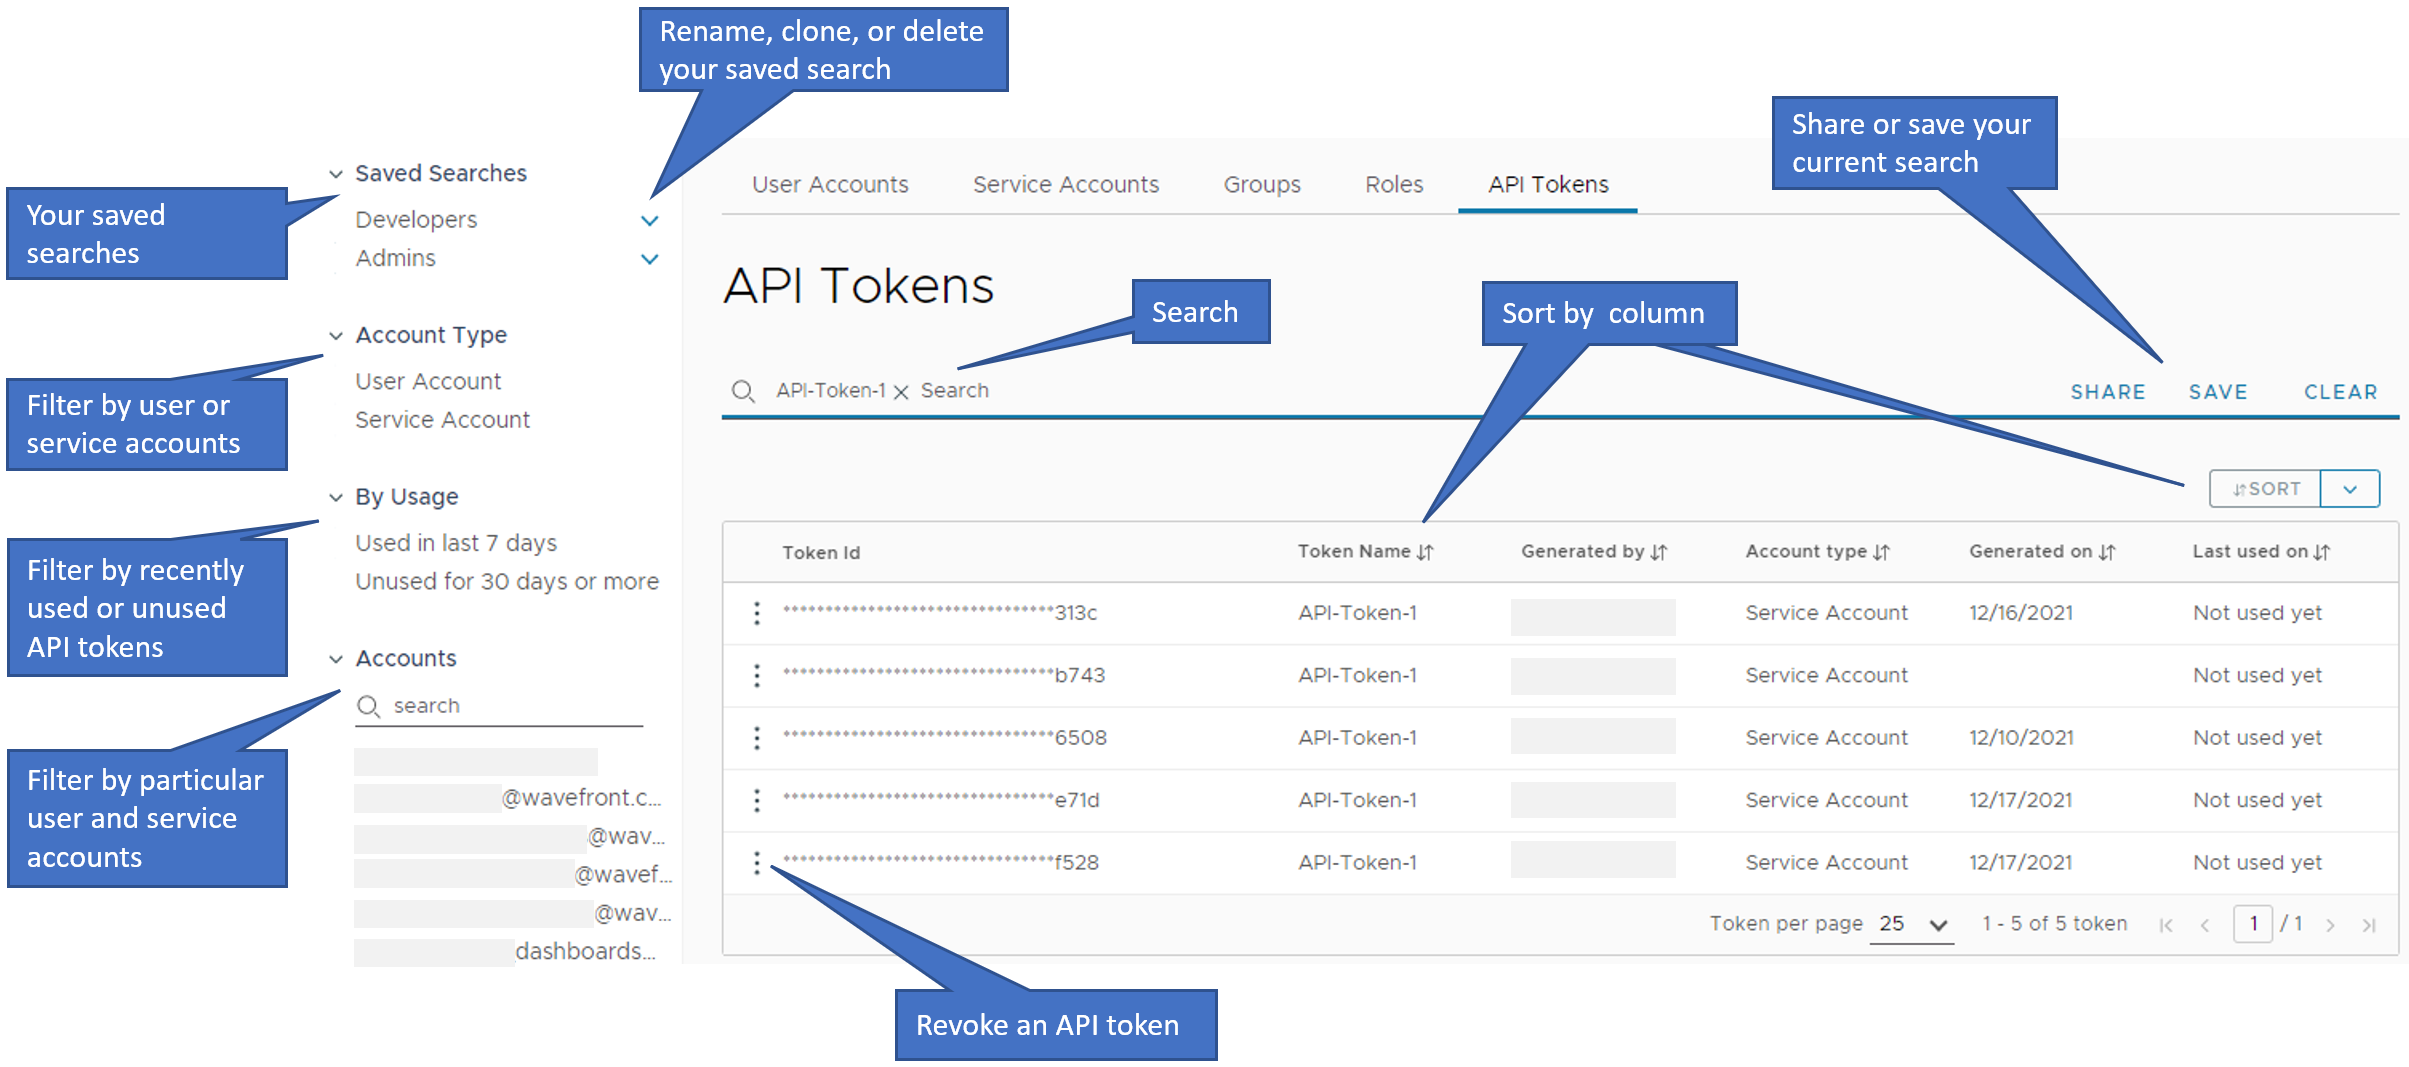 Rename, clone, or delete
your saved search
Share or save your
current search
Your saved
searches
Saved Searches
Developers
Admins
User Accounts Service Accounts Groups Roles API Tokens
API Tokens
Search
Sort by column
Account Type
User Account
Service Account
Filter by user or
service accounts
API-Token-1 Search SHARE SAVE CLEAR
By Usage
Used in last 7 days
Unused for 30 days or more
Filter by recently
used or unused
API tokens
SORT
Token Id Token Name Generated by Account type Generated on Last used on
********************************313c API-Token-1 Service Account 12/16/2021 Not used yet
********************************b743 API-Token-1 Service Account Not used yet
********************************6508 API-Token-1 Service Account 12/10/2021 Not used yet
********************************e71d API-Token-1 Service Account 12/17/2021 Not used yet
********************************f528 API-Token-1 Service Account 12/17/2021 Not used yet
Accounts
search
@wavefront.c...
@wav...
@wavef...
@wav...
dashboards...
Filter by particular
user and service
accounts
Token per page 25 1 - 5 of 5 token 1 / 1
Revoke an API token